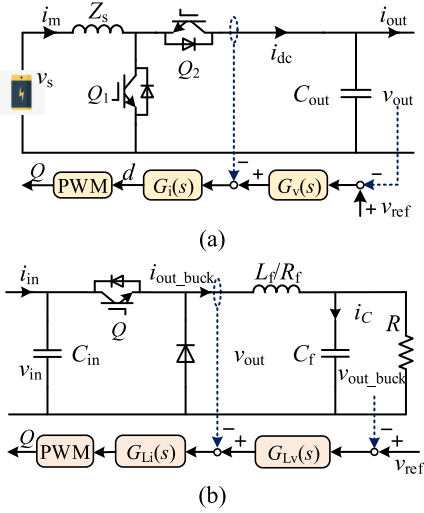 i_m Z_s i_out
Q_2 i_dc
v_s Q_1 C_out v_out
Q PWM d G_i(s) − + G_v(s) − + v_ref
(a)
i_in i_out_buck L_f/R_f
Q i_C R
v_in C_in v_out C_f v_out_buck
Q PWM G_Li(s) − + G_Lv(s) − + v_ref
(b)